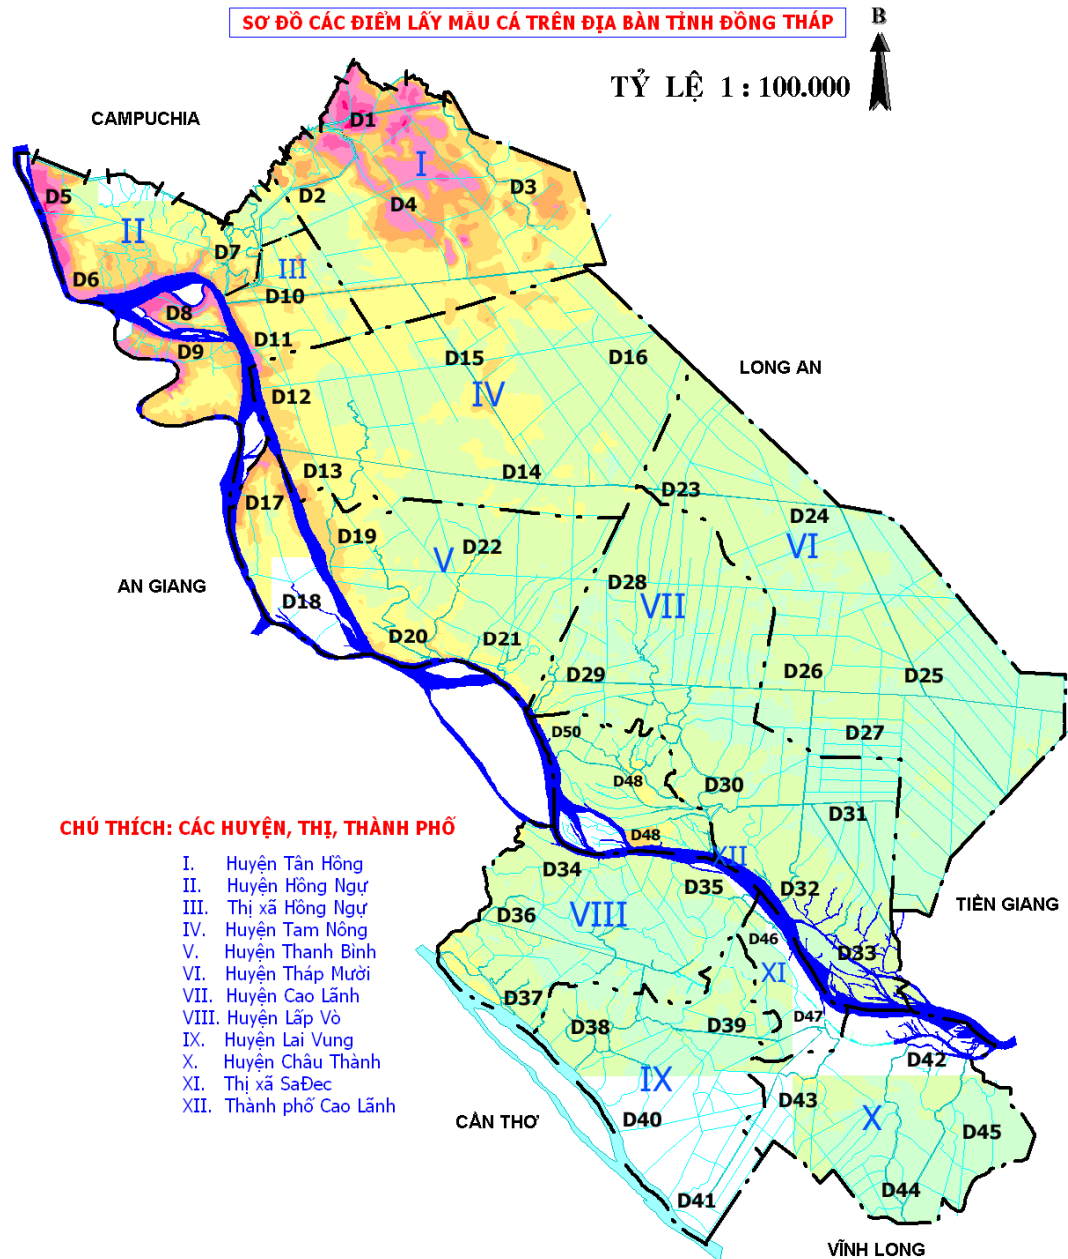 SƠ ĐỒ CÁC ĐIỂM LẤY MẪU CÁ TRÊN ĐỊA BÀN TỈNH ĐỒNG THÁP
B
TỶ LỆ 1 : 100.000
CAMPUCHIA
D1
I
D5
D2
D3
D4
II
D7
III
D6
D10
D8
D11
D9
D15
D16
LONG AN
IV
D12
D13
D14
D23
D17
D24
D19
D22
VI
V
AN GIANG
D28
D18
VII
D20
D21
D29
D26
D25
D50
D27
D48
D30
D31
CHÚ THÍCH: CÁC HUYỆN, THỊ, THÀNH PHỐ
D48
XII
I. Huyện Tân Hồng
D34
D35
D32
II. Huyện Hồng Ngự
III. Thị xã Hồng Ngự
D36
VIII
TIỀN GIANG
IV. Huyện Tam Nông
D46
V. Huyện Thanh Bình
D33
VI. Huyện Tháp Mười
XI
VII. Huyện Cao Lãnh
D37
VIII. Huyện Lấp Vò
D38
D39
D47
IX. Huyện Lai Vung
X. Huyện Châu Thành
D42
XI. Thị xã SaĐec
IX
XII. Thành phố Cao Lãnh
D43
CẦN THƠ
D40
X
D45
D41
D44
VĨNH LONG